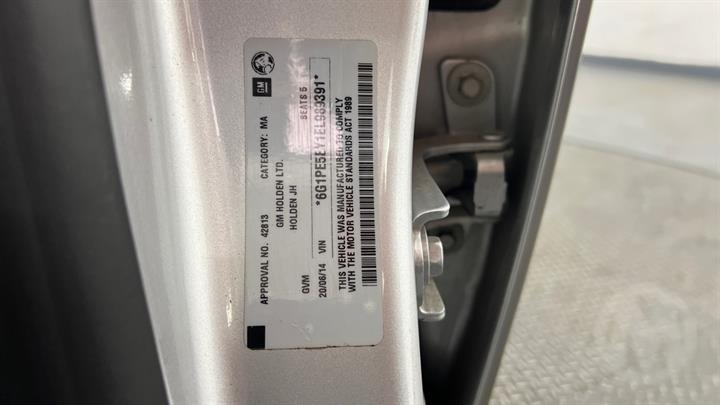 GM
APPROVAL NO. 42813 CATEGORY: MA
GM HOLDEN LTD.
HOLDEN JH
SEATS 5
*6G1PE5EY1EL989391*
GVM
20/06/14 VIN
THIS VEHICLE WAS MANUFACTURED TO COMPLY
WITH THE MOTOR VEHICLE STANDARDS ACT 1989